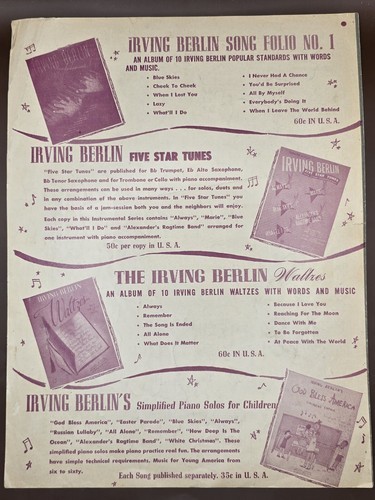 IRVING BERLIN SONG FOLIO NO. 1
AN ALBUM OF 10 IRVING BERLIN POPULAR STANDARDS WITH WORDS
AND MUSIC.
• Blue Skies
• Cheek To Cheek
• When I Lost You
• Lazy
• What'll I Do
• I Never Had A Chance
• You'd Be Surprised
• All By Myself
• Everybody's Doing It
• When I Leave The World Behind
60c IN U. S. A.
IRVING BERLIN FIVE STAR TUNES
"Five Star Tunes" are published for Bb Trumpet, Eb Alto Saxophone,
Bb Tenor Saxophone and for Trombone or Cello with piano accompaniment.
These arrangements can be used in many ways . . . for solos, duets and
in any combination of the above instruments. In "Five Star Tunes" you
have the basis of a jam-session both you and the neighbors will enjoy.
Each copy in this Instrumental Series contains "Always", "Marie", "Blue
Skies", "What'll I Do" and "Alexander's Ragtime Band" arranged for
one instrument with piano accompaniment.
50c per copy in U. S. A.
THE IRVING BERLIN Waltzes
AN ALBUM OF 10 IRVING BERLIN WALTZES WITH WORDS AND MUSIC
IRVING BERLIN
Waltzes
• Always
• Remember
• The Song Is Ended
• All Alone
• What Does It Matter
• Because I Love You
• Reaching For The Moon
• Dance With Me
• To Be Forgotten
• At Peace With The World
60c IN U. S. A.
IRVING BERLIN'S Simplified Piano Solos for Children
"God Bless America", "Easter Parade", "Blue Skies", "Always",
"Russian Lullaby", "All Alone", "Remember", "How Deep Is The
Ocean", "Alexander's Ragtime Band", "White Christmas". These
simplified piano solos make piano practice real fun. The arrangements
have simple technical requirements. Music for Young America from
six to sixty.
Each Song published separately. 35c in U. S. A.
GOD BLESS AMERICA